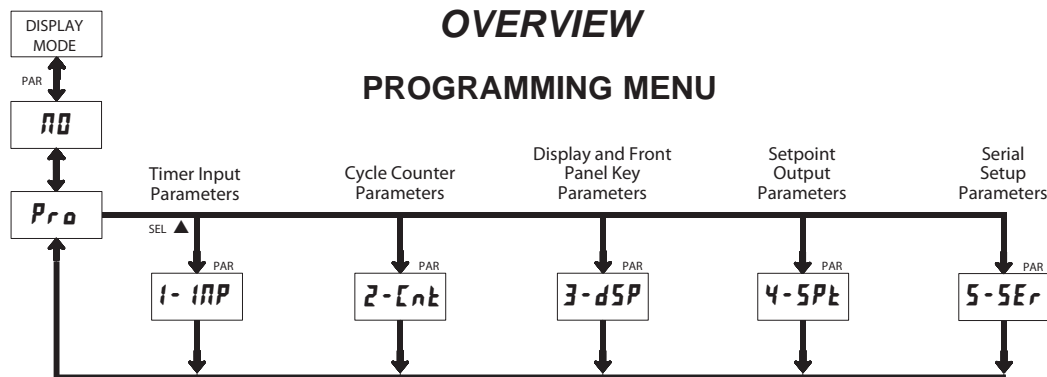 OVERVIEW
PROGRAMMING MENU
DISPLAY
MODE
PAR
NO
Pro
SEL ▲
Timer Input
Parameters
PAR
1-INP
Cycle Counter
Parameters
PAR
2-Cnt
Display and Front
Panel Key
Parameters
PAR
3-dSP
Setpoint
Output
Parameters
PAR
4-SPt
Serial
Setup
Parameters
PAR
5-SEr